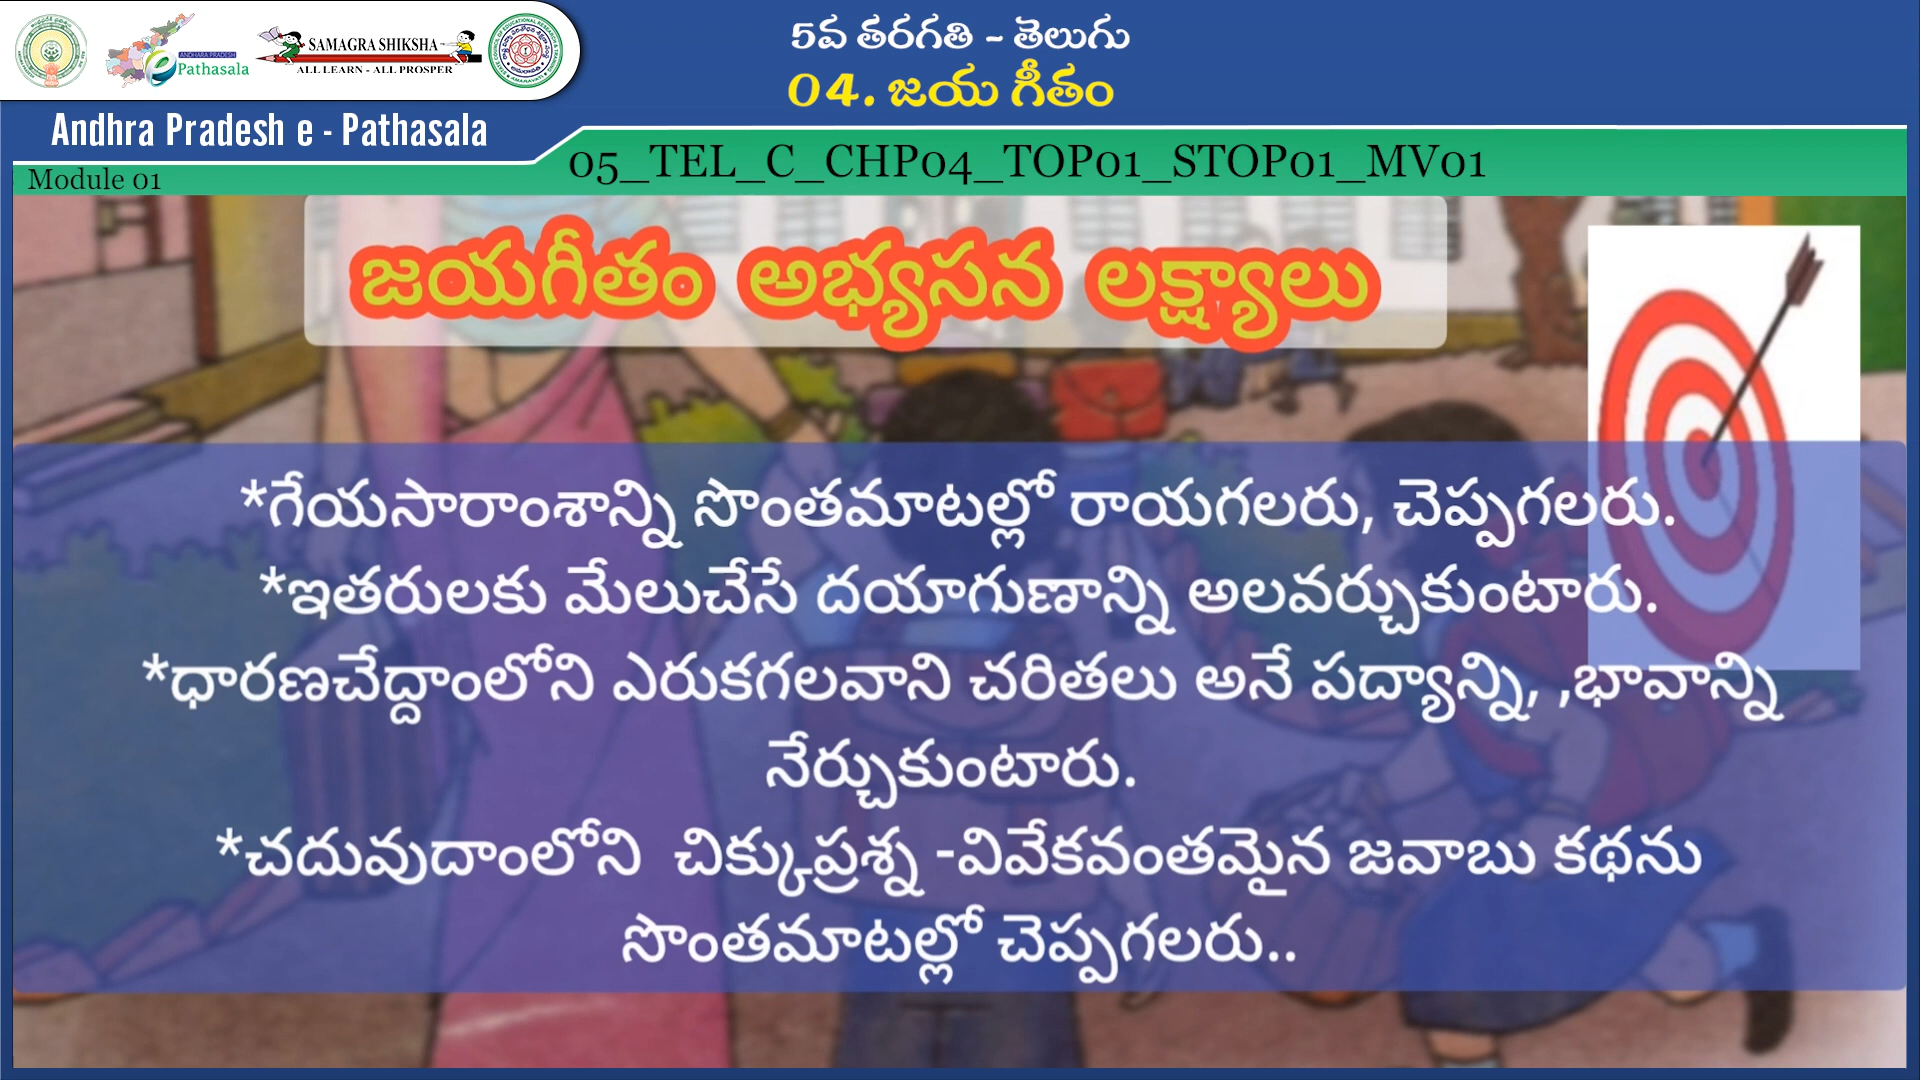 ANDHRA PRADESH
e Pathasala
SAMAGRA SHIKSHA
ALL LEARN - ALL PROSPER
5వ తరగతి - తెలుగు
04. జయ గీతం
Andhra Pradesh e - Pathasala
Module 01
05_TEL_C_CHP04_TOP01_STOP01_MV01
జయగీతం అభ్యసన లక్ష్యాలు
*గేయసారాంశాన్ని సొంతమాటల్లో రాయగలరు, చెప్పగలరు.
*ఇతరులకు మేలుచేసే దయాగుణాన్ని అలవర్చుకుంటారు.
*ధారణచేద్దాంలోని ఎరుకగలవాని చరితలు అనే పద్యాన్ని, ,భావాన్ని
నేర్చుకుంటారు.
*చదువుదాంలోని చిక్కుప్రశ్న -వివేకవంతమైన జవాబు కథను
సొంతమాటల్లో చెప్పగలరు..